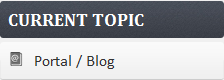 CURRENT TOPIC
Portal / Blog